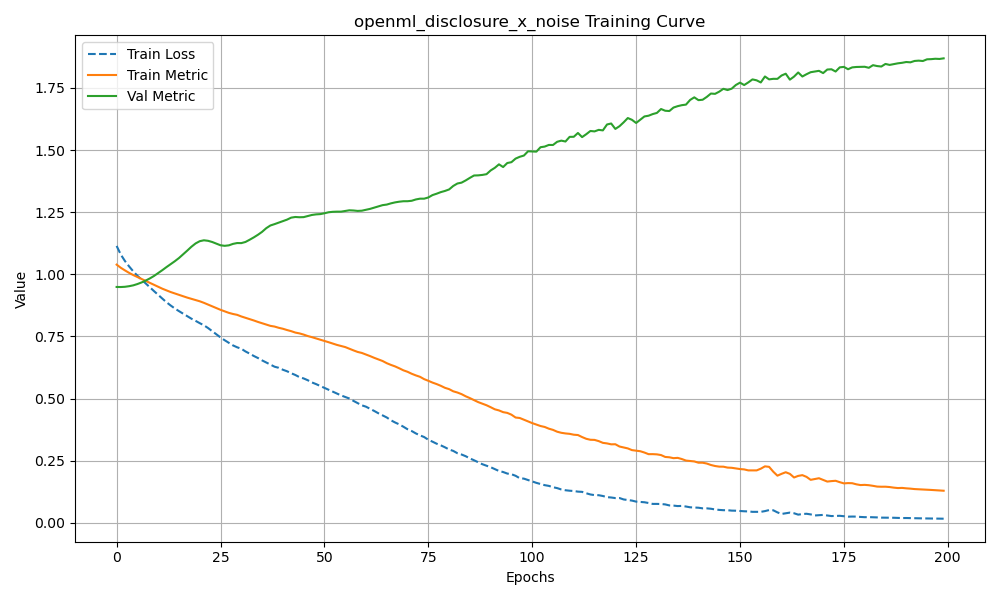 openml_disclosure_x_noise Training Curve
Train Loss
Train Metric
Val Metric
Value
1.75
1.50
1.25
1.00
0.75
0.50
0.25
0.00
0 25 50 75 100 125 150 175 200
Epochs